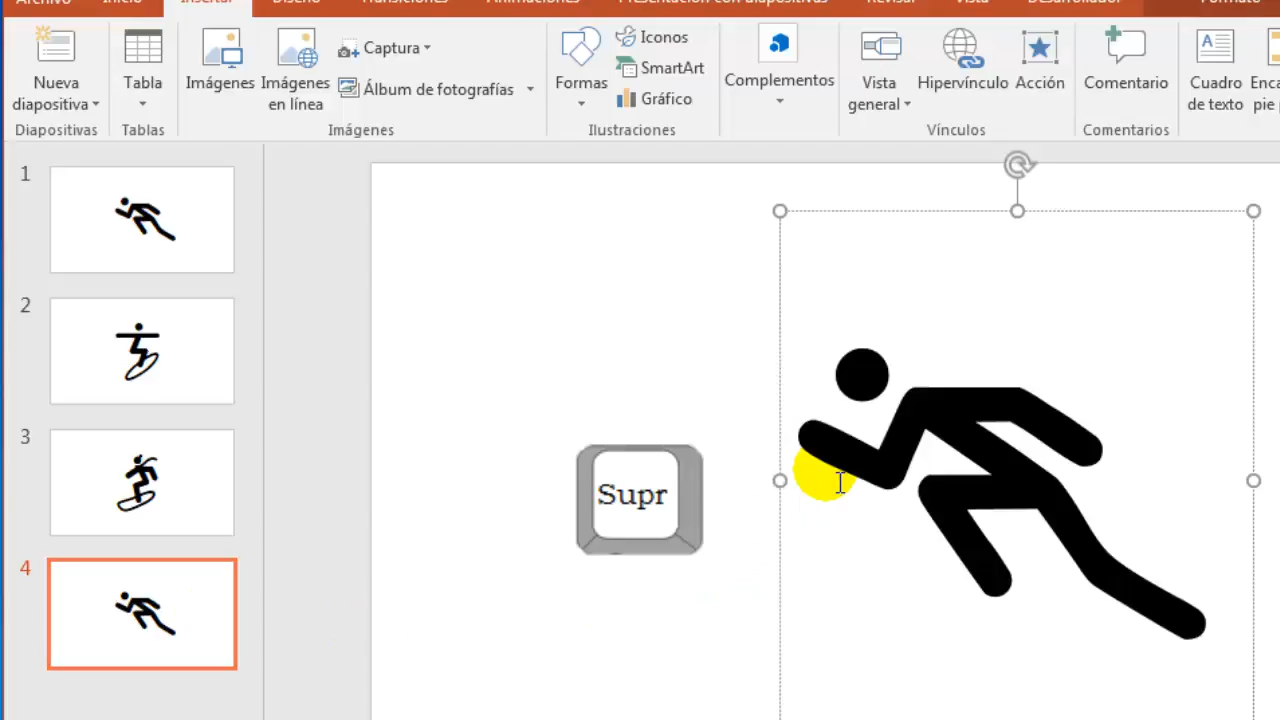 Archivo Inicio Insertar Diseño Transiciones Animaciones Presentación con diapositivas Revisar Vista Desarrollador Formato
Nueva diapositiva
Tabla
Imágenes
Imágenes en línea
Captura
Álbum de fotografías
Formas
Iconos
SmartArt
Gráfico
Complementos
Vista general
Hipervínculo
Acción
Comentario
Cuadro de texto
Diapositivas
Tablas
Imágenes
Ilustraciones
Vínculos
Comentarios
1
2
3
4
Supr